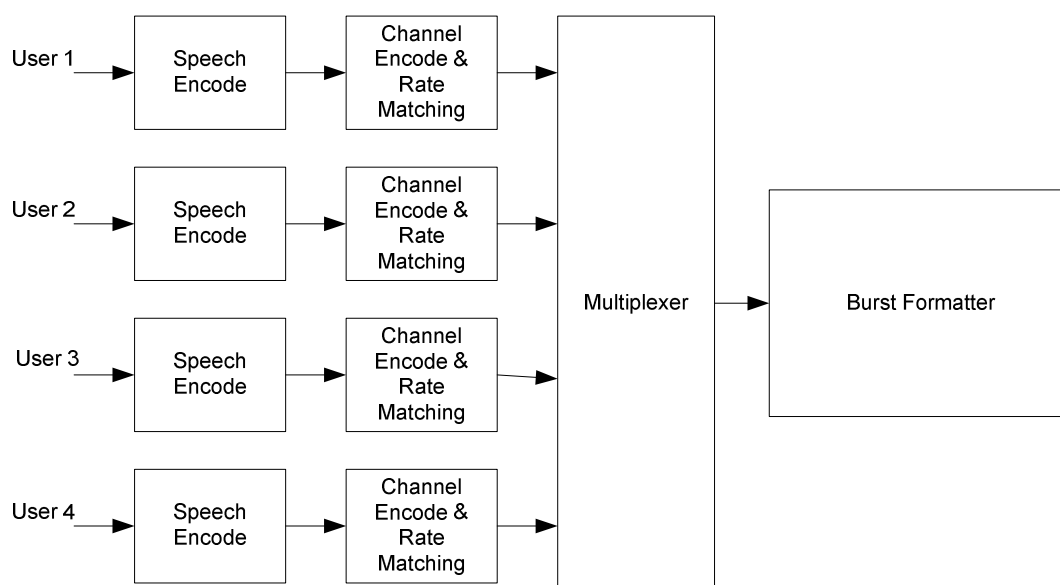 User 1
Speech
Encode
Channel
Encode &
Rate
Matching
User 2
Speech
Encode
Channel
Encode &
Rate
Matching
User 3
Speech
Encode
Channel
Encode &
Rate
Matching
User 4
Speech
Encode
Channel
Encode &
Rate
Matching
Multiplexer
Burst Formatter